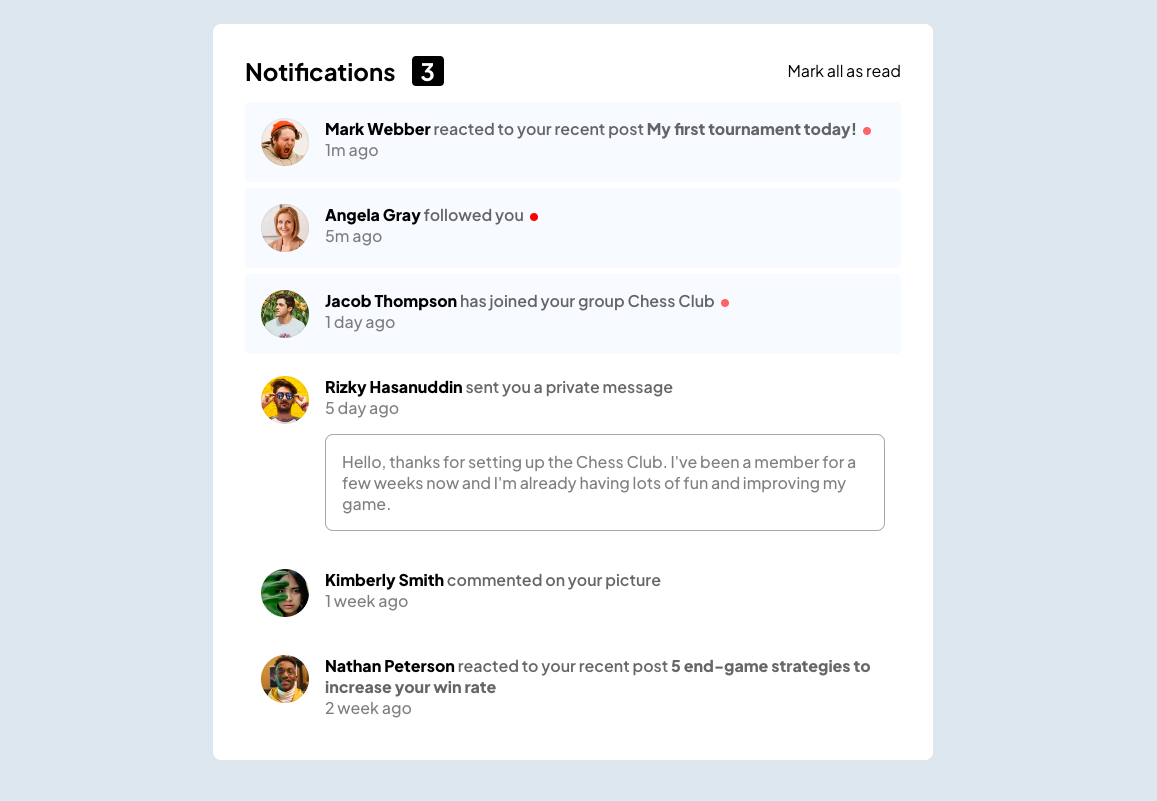 Notifications 3 Mark all as read
Mark Webber reacted to your recent post My first tournament today!
1m ago
Angela Gray followed you
5m ago
Jacob Thompson has joined your group Chess Club
1 day ago
Rizky Hasanuddin sent you a private message
5 day ago
Hello, thanks for setting up the Chess Club. I've been a member for a
few weeks now and I'm already having lots of fun and improving my
game.
Kimberly Smith commented on your picture
1 week ago
Nathan Peterson reacted to your recent post 5 end-game strategies to
increase your win rate
2 week ago